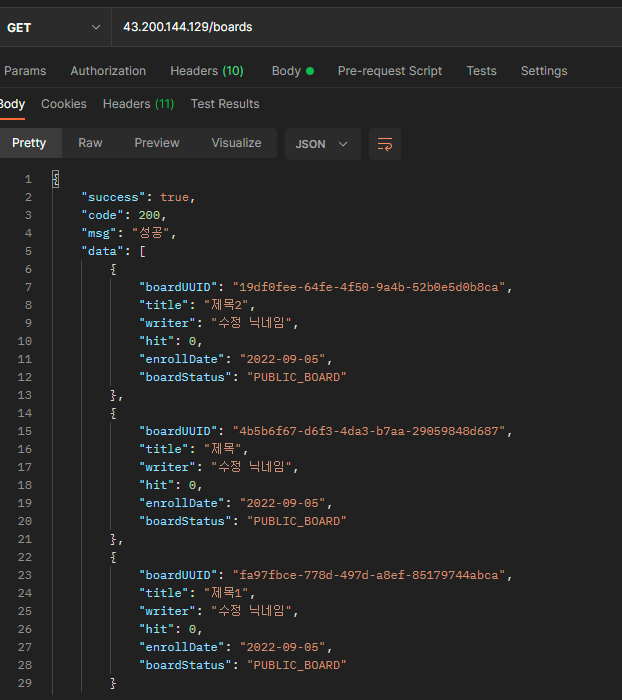 GET 43.200.144.129/boards
Params Authorization Headers (10) Body Pre-request Script Tests Settings
Body Cookies Headers (11) Test Results
Pretty Raw Preview Visualize JSON
1 {
2 "success": true,
3 "code": 200,
4 "msg": "성공",
5 "data": [
6 {
7 "boardUUID": "19df0fee-64fe-4f50-9a4b-52b0e5d0b8ca",
8 "title": "제목2",
9 "writer": "수정 닉네임",
10 "hit": 0,
11 "enrollDate": "2022-09-05",
12 "boardStatus": "PUBLIC_BOARD"
13 },
14 {
15 "boardUUID": "4b5b6f67-d6f3-4da3-b7aa-29059848d687",
16 "title": "제목",
17 "writer": "수정 닉네임",
18 "hit": 0,
19 "enrollDate": "2022-09-05",
20 "boardStatus": "PUBLIC_BOARD"
21 },
22 {
23 "boardUUID": "fa97fbce-778d-497d-a8ef-85179744abca",
24 "title": "제목1",
25 "writer": "수정 닉네임",
26 "hit": 0,
27 "enrollDate": "2022-09-05",
28 "boardStatus": "PUBLIC_BOARD"
29 }